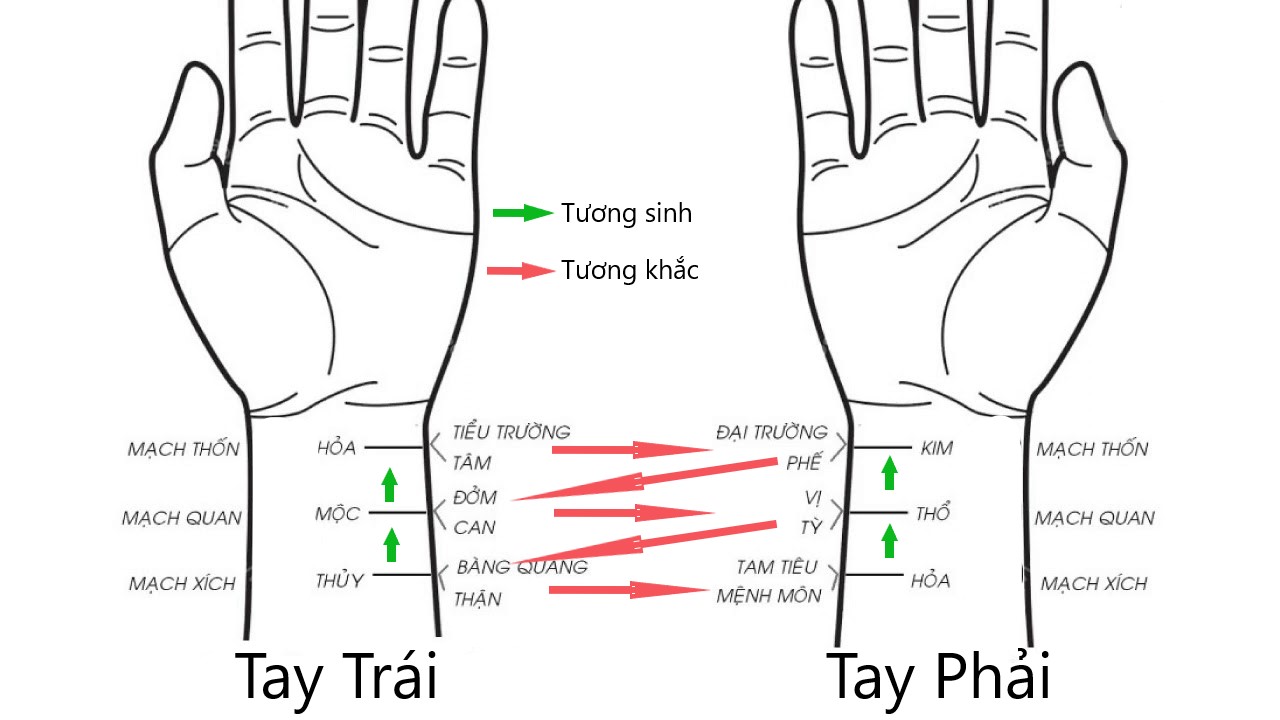 Tương sinh
Tương khắc
MẠCH THỐN HỎA TIỂU TRƯỜNG
TÂM
ĐẠI TRƯỜNG
PHẾ KIM MẠCH THỐN
MẠCH QUAN MỘC ĐỞM
CAN
VỊ
TỲ THỔ MẠCH QUAN
MẠCH XÍCH THỦY BÀNG QUANG
THẬN
TAM TIÊU
MỆNH MÔN HỎA MẠCH XÍCH
Tay Trái Tay Phải